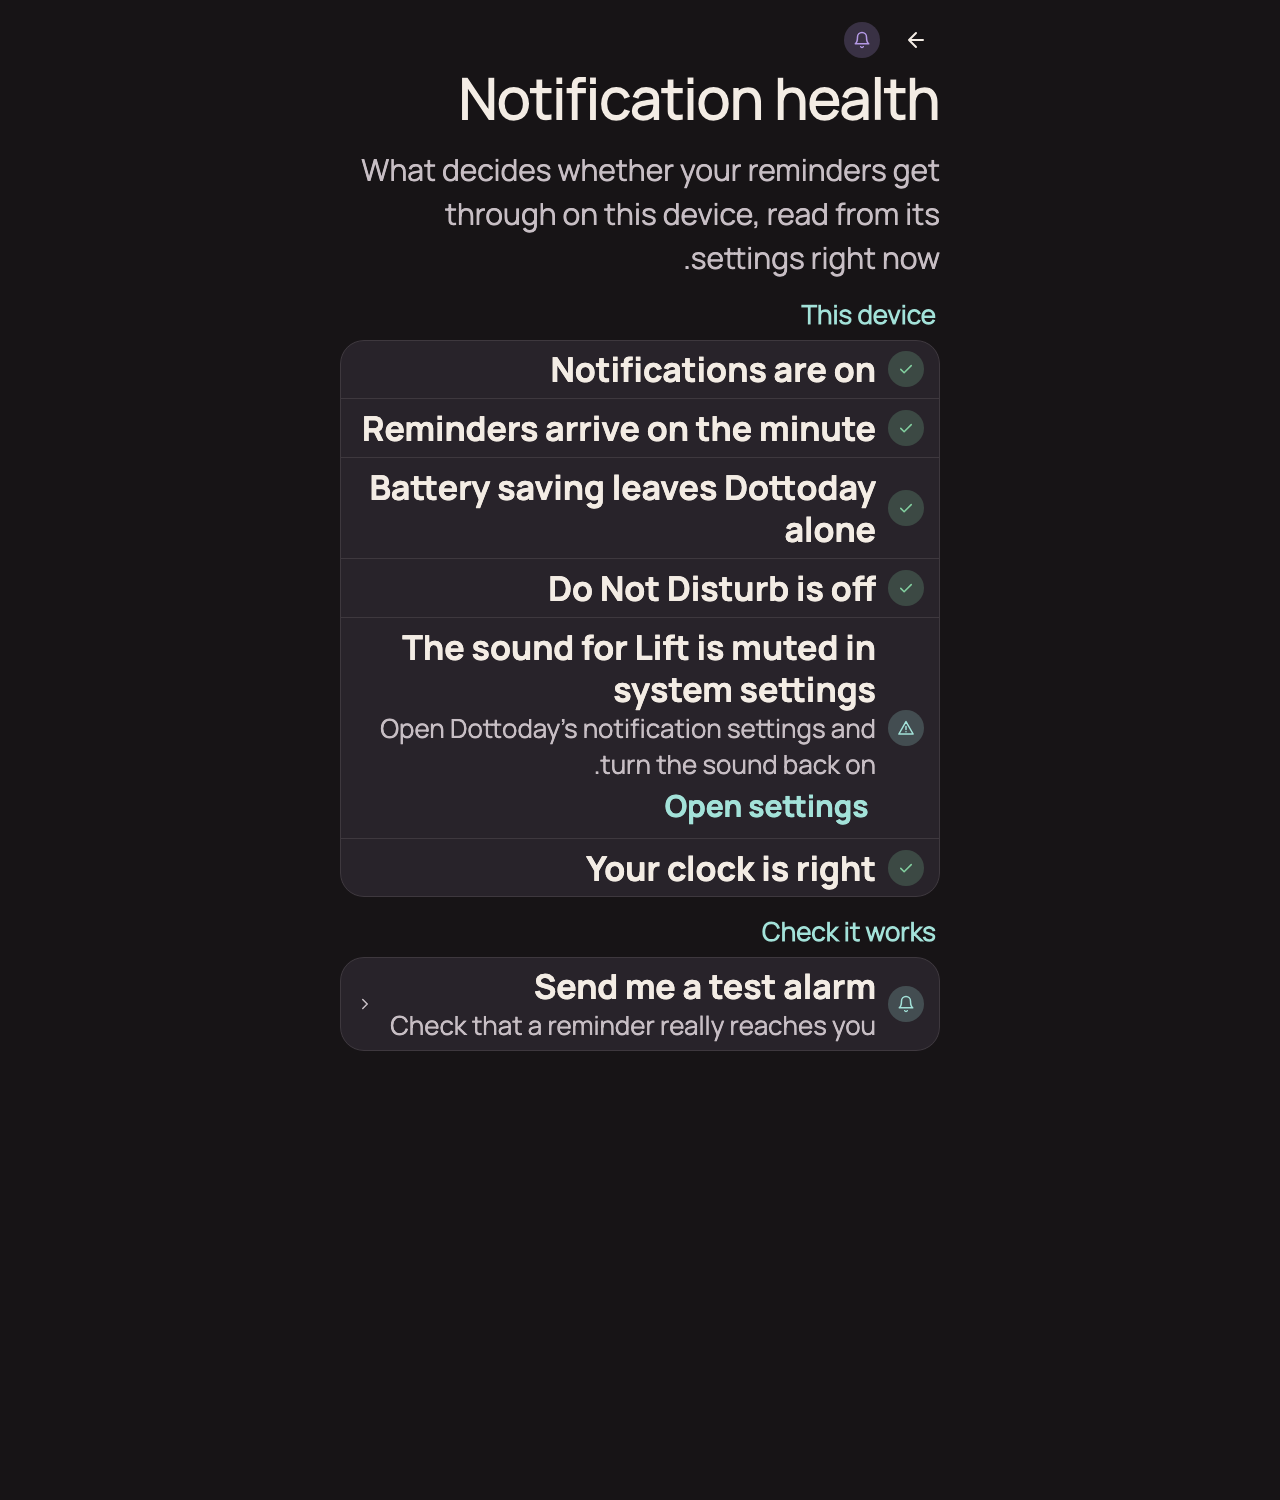 Notification health
What decides whether your reminders get
through on this device, read from its
settings right now.
This device
Notifications are on
Reminders arrive on the minute
Battery saving leaves Dottoday
alone
Do Not Disturb is off
The sound for Lift is muted in
system settings
Open Dottoday’s notification settings and
turn the sound back on.
Open settings
Your clock is right
Check it works
Send me a test alarm
Check that a reminder really reaches you